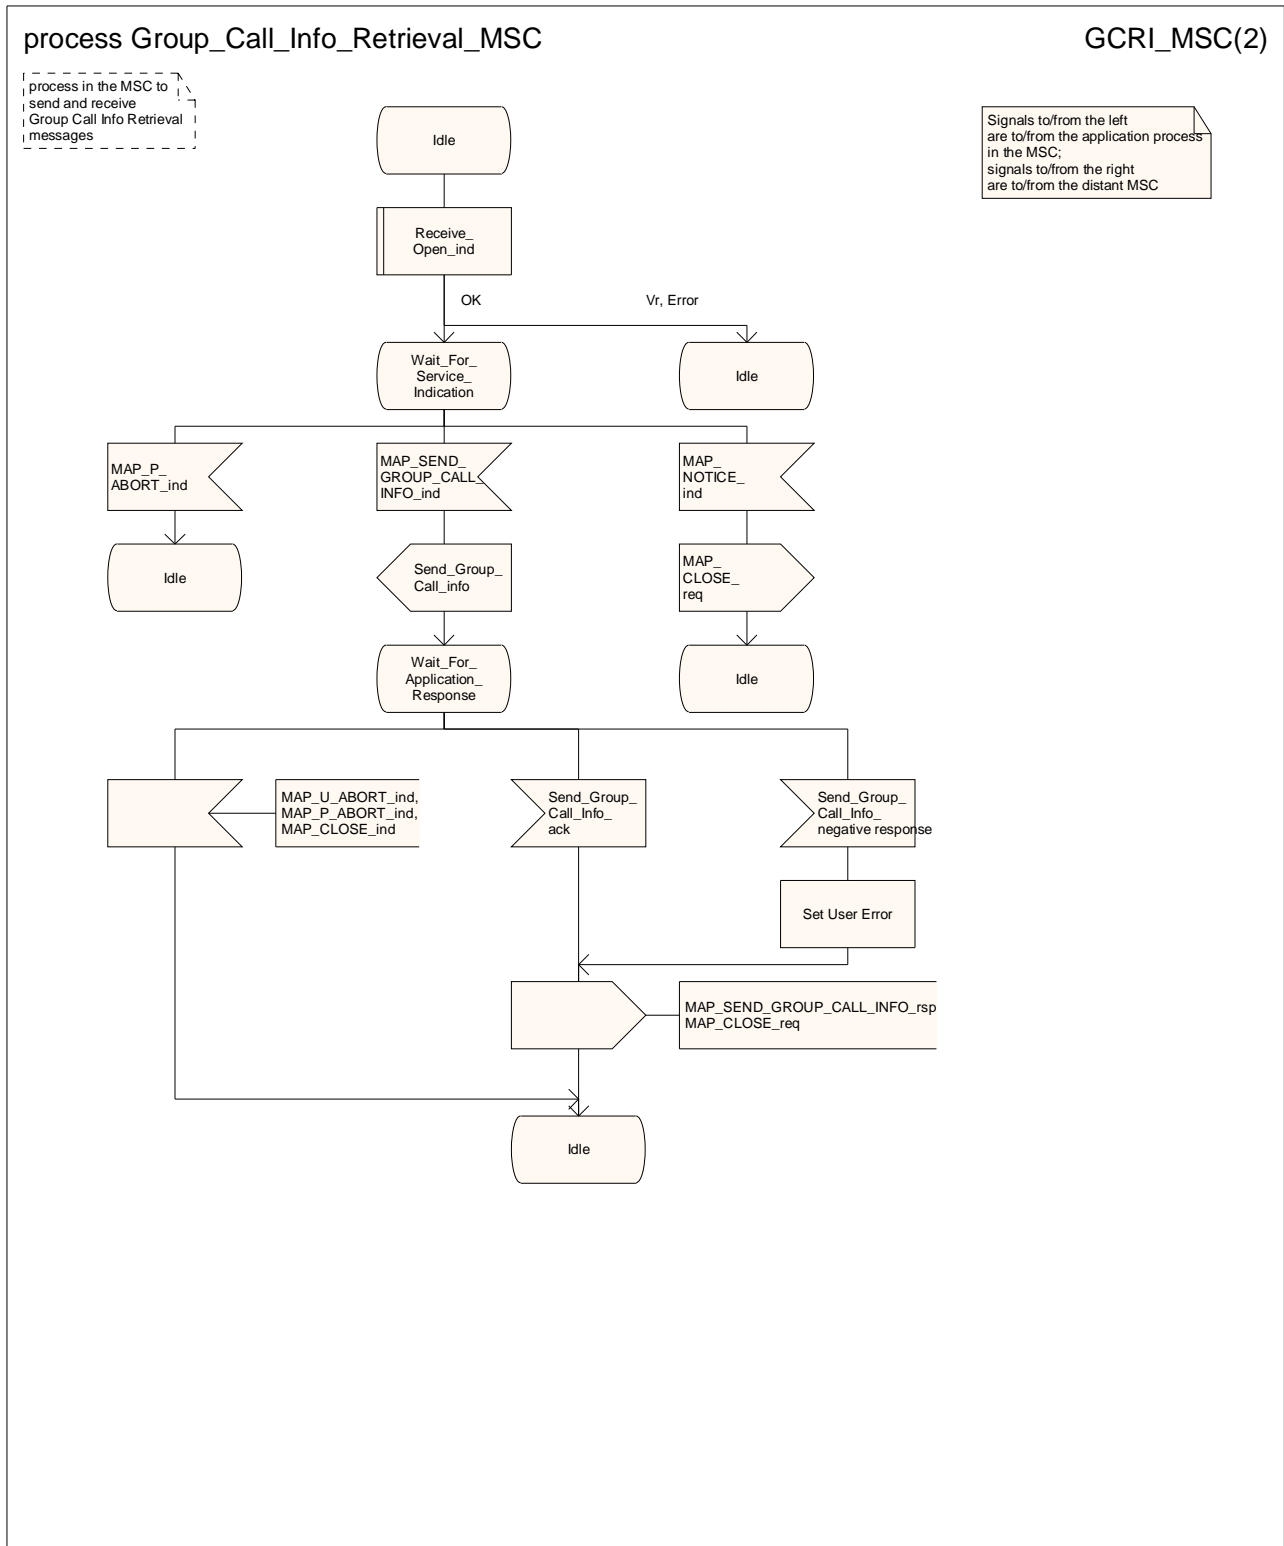 process Group_Call_Info_Retrieval_MSC
GCRI_MSC(2)
process in the MSC to
send and receive
Group Call Info Retrieval
messages
Signals to/from the left
are to/from the application process
in the MSC;
signals to/from the right
are to/from the distant MSC
Idle
Receive_
Open_ind
OK
Vr, Error
Wait_For_
Service_
Indication
Idle
MAP_P_
ABORT_ind
MAP_SEND_
GROUP_CALL_
INFO_ind
MAP_
NOTICE_
ind
Idle
Send_Group_
Call_info
MAP_
CLOSE_
req
Wait_For_
Application_
Response
Idle
MAP_U_ABORT_ind,
MAP_P_ABORT_ind,
MAP_CLOSE_ind
Send_Group_
Call_Info_
ack
Send_Group_
Call_Info_
negative response
Set User Error
MAP_SEND_GROUP_CALL_INFO_rsp
MAP_CLOSE_req
Idle